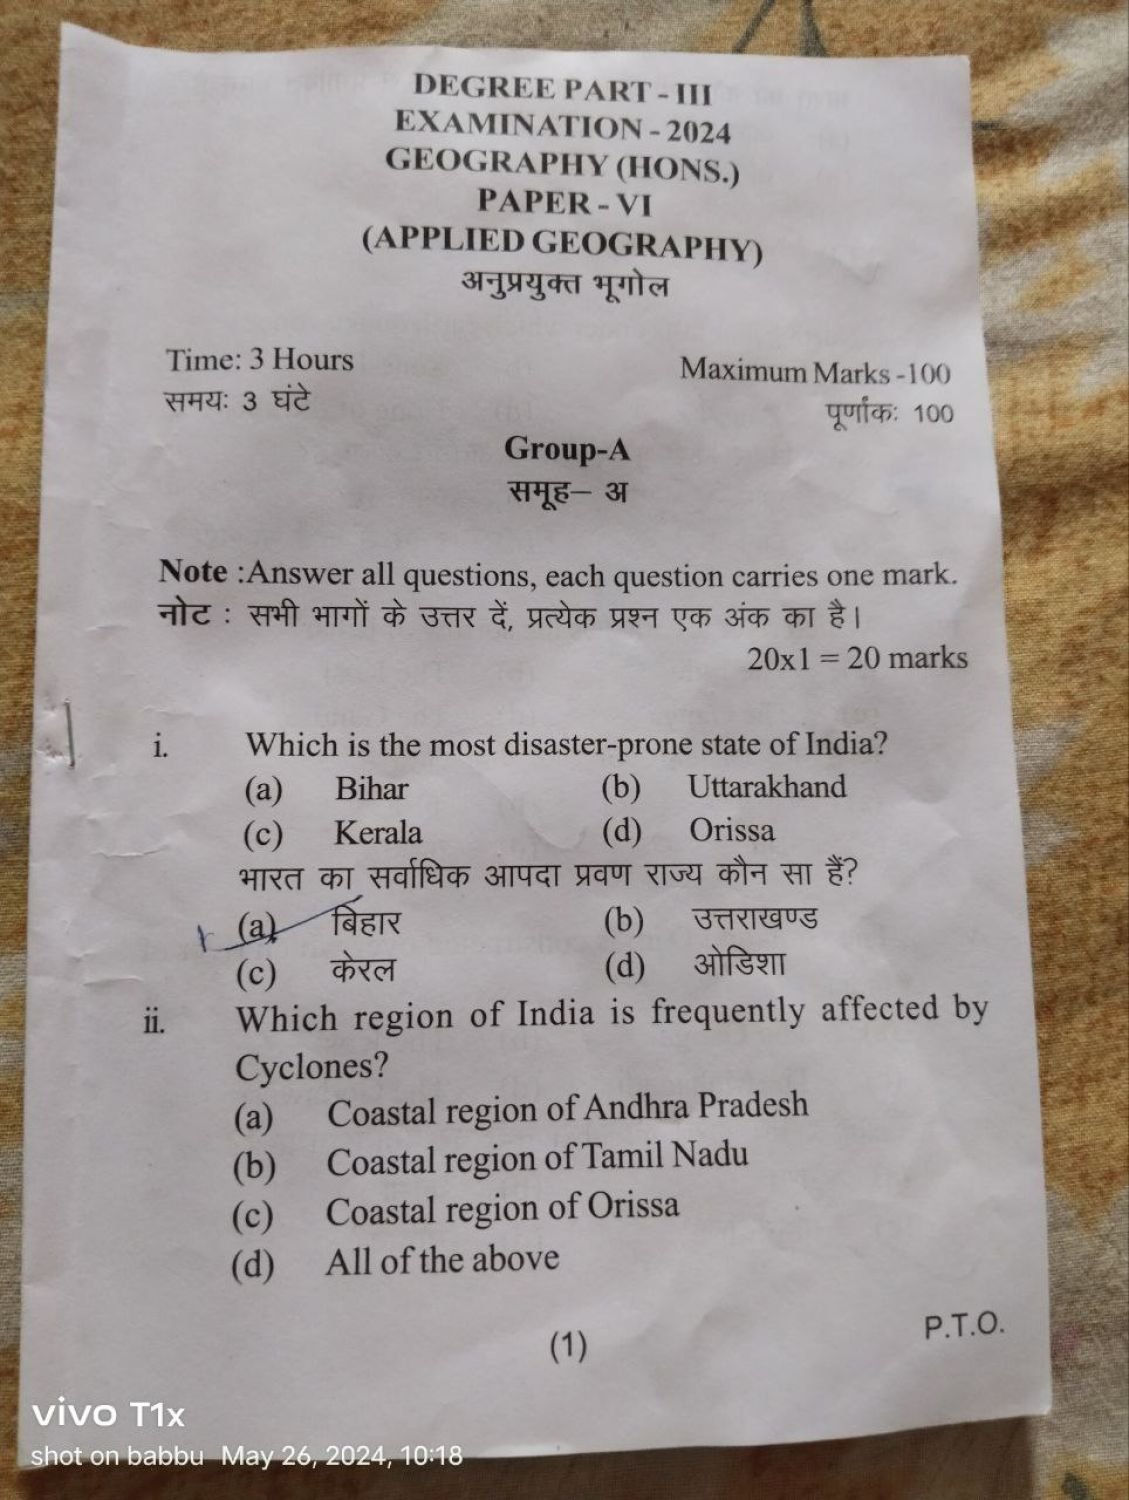 DEGREE PART - III
EXAMINATION - 2024
GEOGRAPHY (HONS.)
PAPER - VI
(APPLIED GEOGRAPHY)
अनुप्रयुक्त भूगोल
Time: 3 Hours
Maximum Marks -100
समयः 3 घंटे
पूर्णांकः 100
Group-A
समूह– अ
Note :Answer all questions, each question carries one mark.
नोट : सभी भागों के उत्तर दें, प्रत्येक प्रश्न एक अंक का है।
20x1 = 20 marks
i. Which is the most disaster-prone state of India?
(a) Bihar (b) Uttarakhand
(c) Kerala (d) Orissa
भारत का सर्वाधिक आपदा प्रवण राज्य कौन सा हैं?
(a) बिहार (b) उत्तराखण्ड
(c) केरल (d) ओडिशा
ii. Which region of India is frequently affected by
Cyclones?
(a) Coastal region of Andhra Pradesh
(b) Coastal region of Tamil Nadu
(c) Coastal region of Orissa
(d) All of the above
(1)
P.T.O.
vivo T1x
shot on babbu May 26, 2024, 10:18